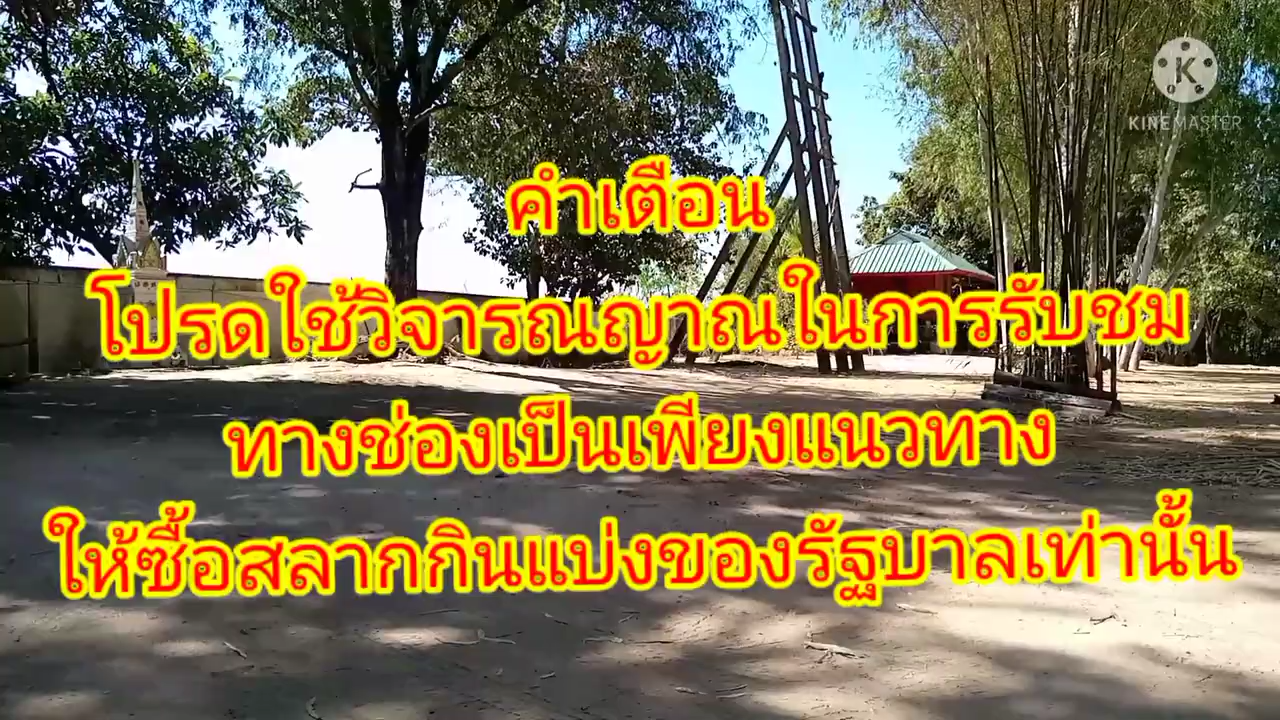 KINEMASTER
คำเตือน
โปรดใช้วิจารณญาณในการรับชม
ทางช่องเป็นเพียงแนวทาง
ให้ซื้อสลากกินแบ่งของรัฐบาลเท่านั้น